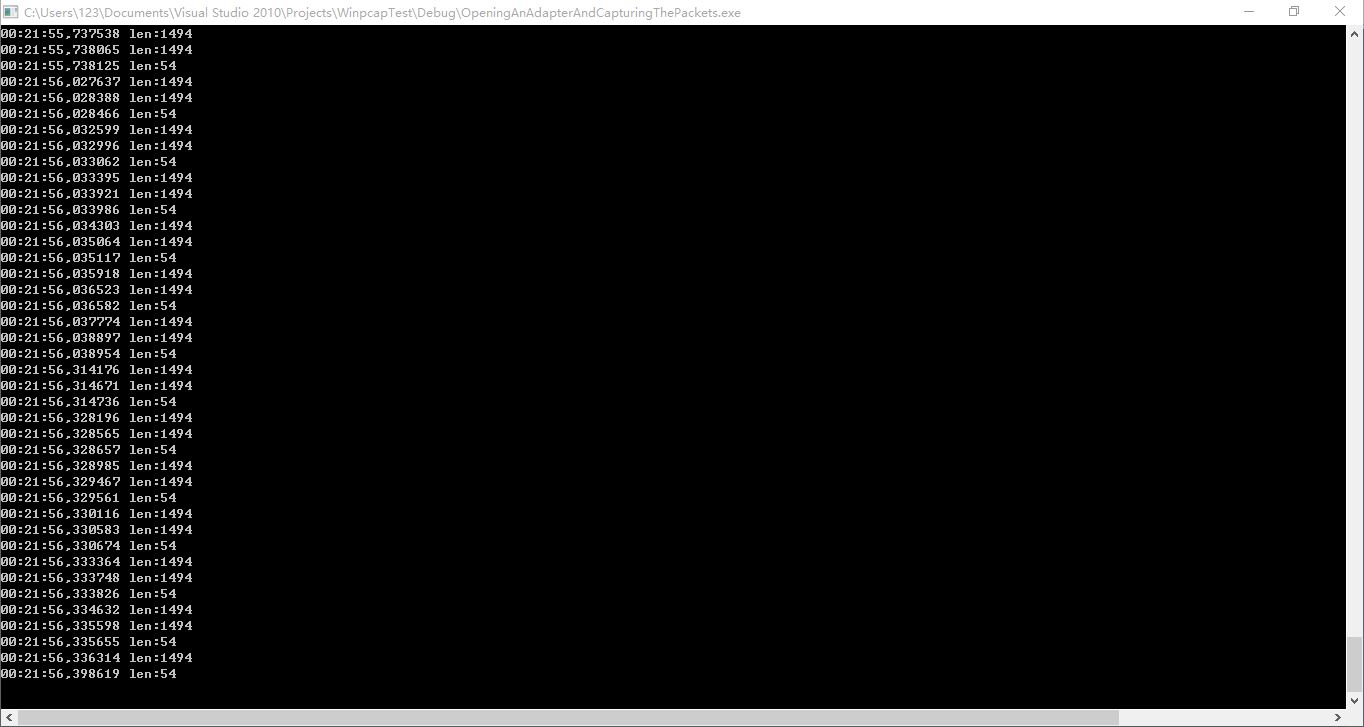 C:\Users\123\Documents\Visual Studio 2010\Projects\WinpcapTest\Debug\OpeningAnAdapterAndCapturingThePackets.exe
00:21:55,737538 len:1494
00:21:55,738065 len:1494
00:21:55,738125 len:54
00:21:56,027637 len:1494
00:21:56,028388 len:1494
00:21:56,028466 len:54
00:21:56,032599 len:1494
00:21:56,032996 len:1494
00:21:56,033062 len:54
00:21:56,033395 len:1494
00:21:56,033921 len:1494
00:21:56,033986 len:54
00:21:56,034303 len:1494
00:21:56,035064 len:1494
00:21:56,035117 len:54
00:21:56,035918 len:1494
00:21:56,036523 len:1494
00:21:56,036582 len:54
00:21:56,037774 len:1494
00:21:56,038897 len:1494
00:21:56,038954 len:54
00:21:56,314176 len:1494
00:21:56,314671 len:1494
00:21:56,314736 len:54
00:21:56,328196 len:1494
00:21:56,328565 len:1494
00:21:56,328657 len:54
00:21:56,328985 len:1494
00:21:56,329467 len:1494
00:21:56,329561 len:54
00:21:56,330116 len:1494
00:21:56,330583 len:1494
00:21:56,330674 len:54
00:21:56,333364 len:1494
00:21:56,333748 len:1494
00:21:56,333826 len:54
00:21:56,334632 len:1494
00:21:56,335598 len:1494
00:21:56,335655 len:54
00:21:56,336314 len:1494
00:21:56,398619 len:54